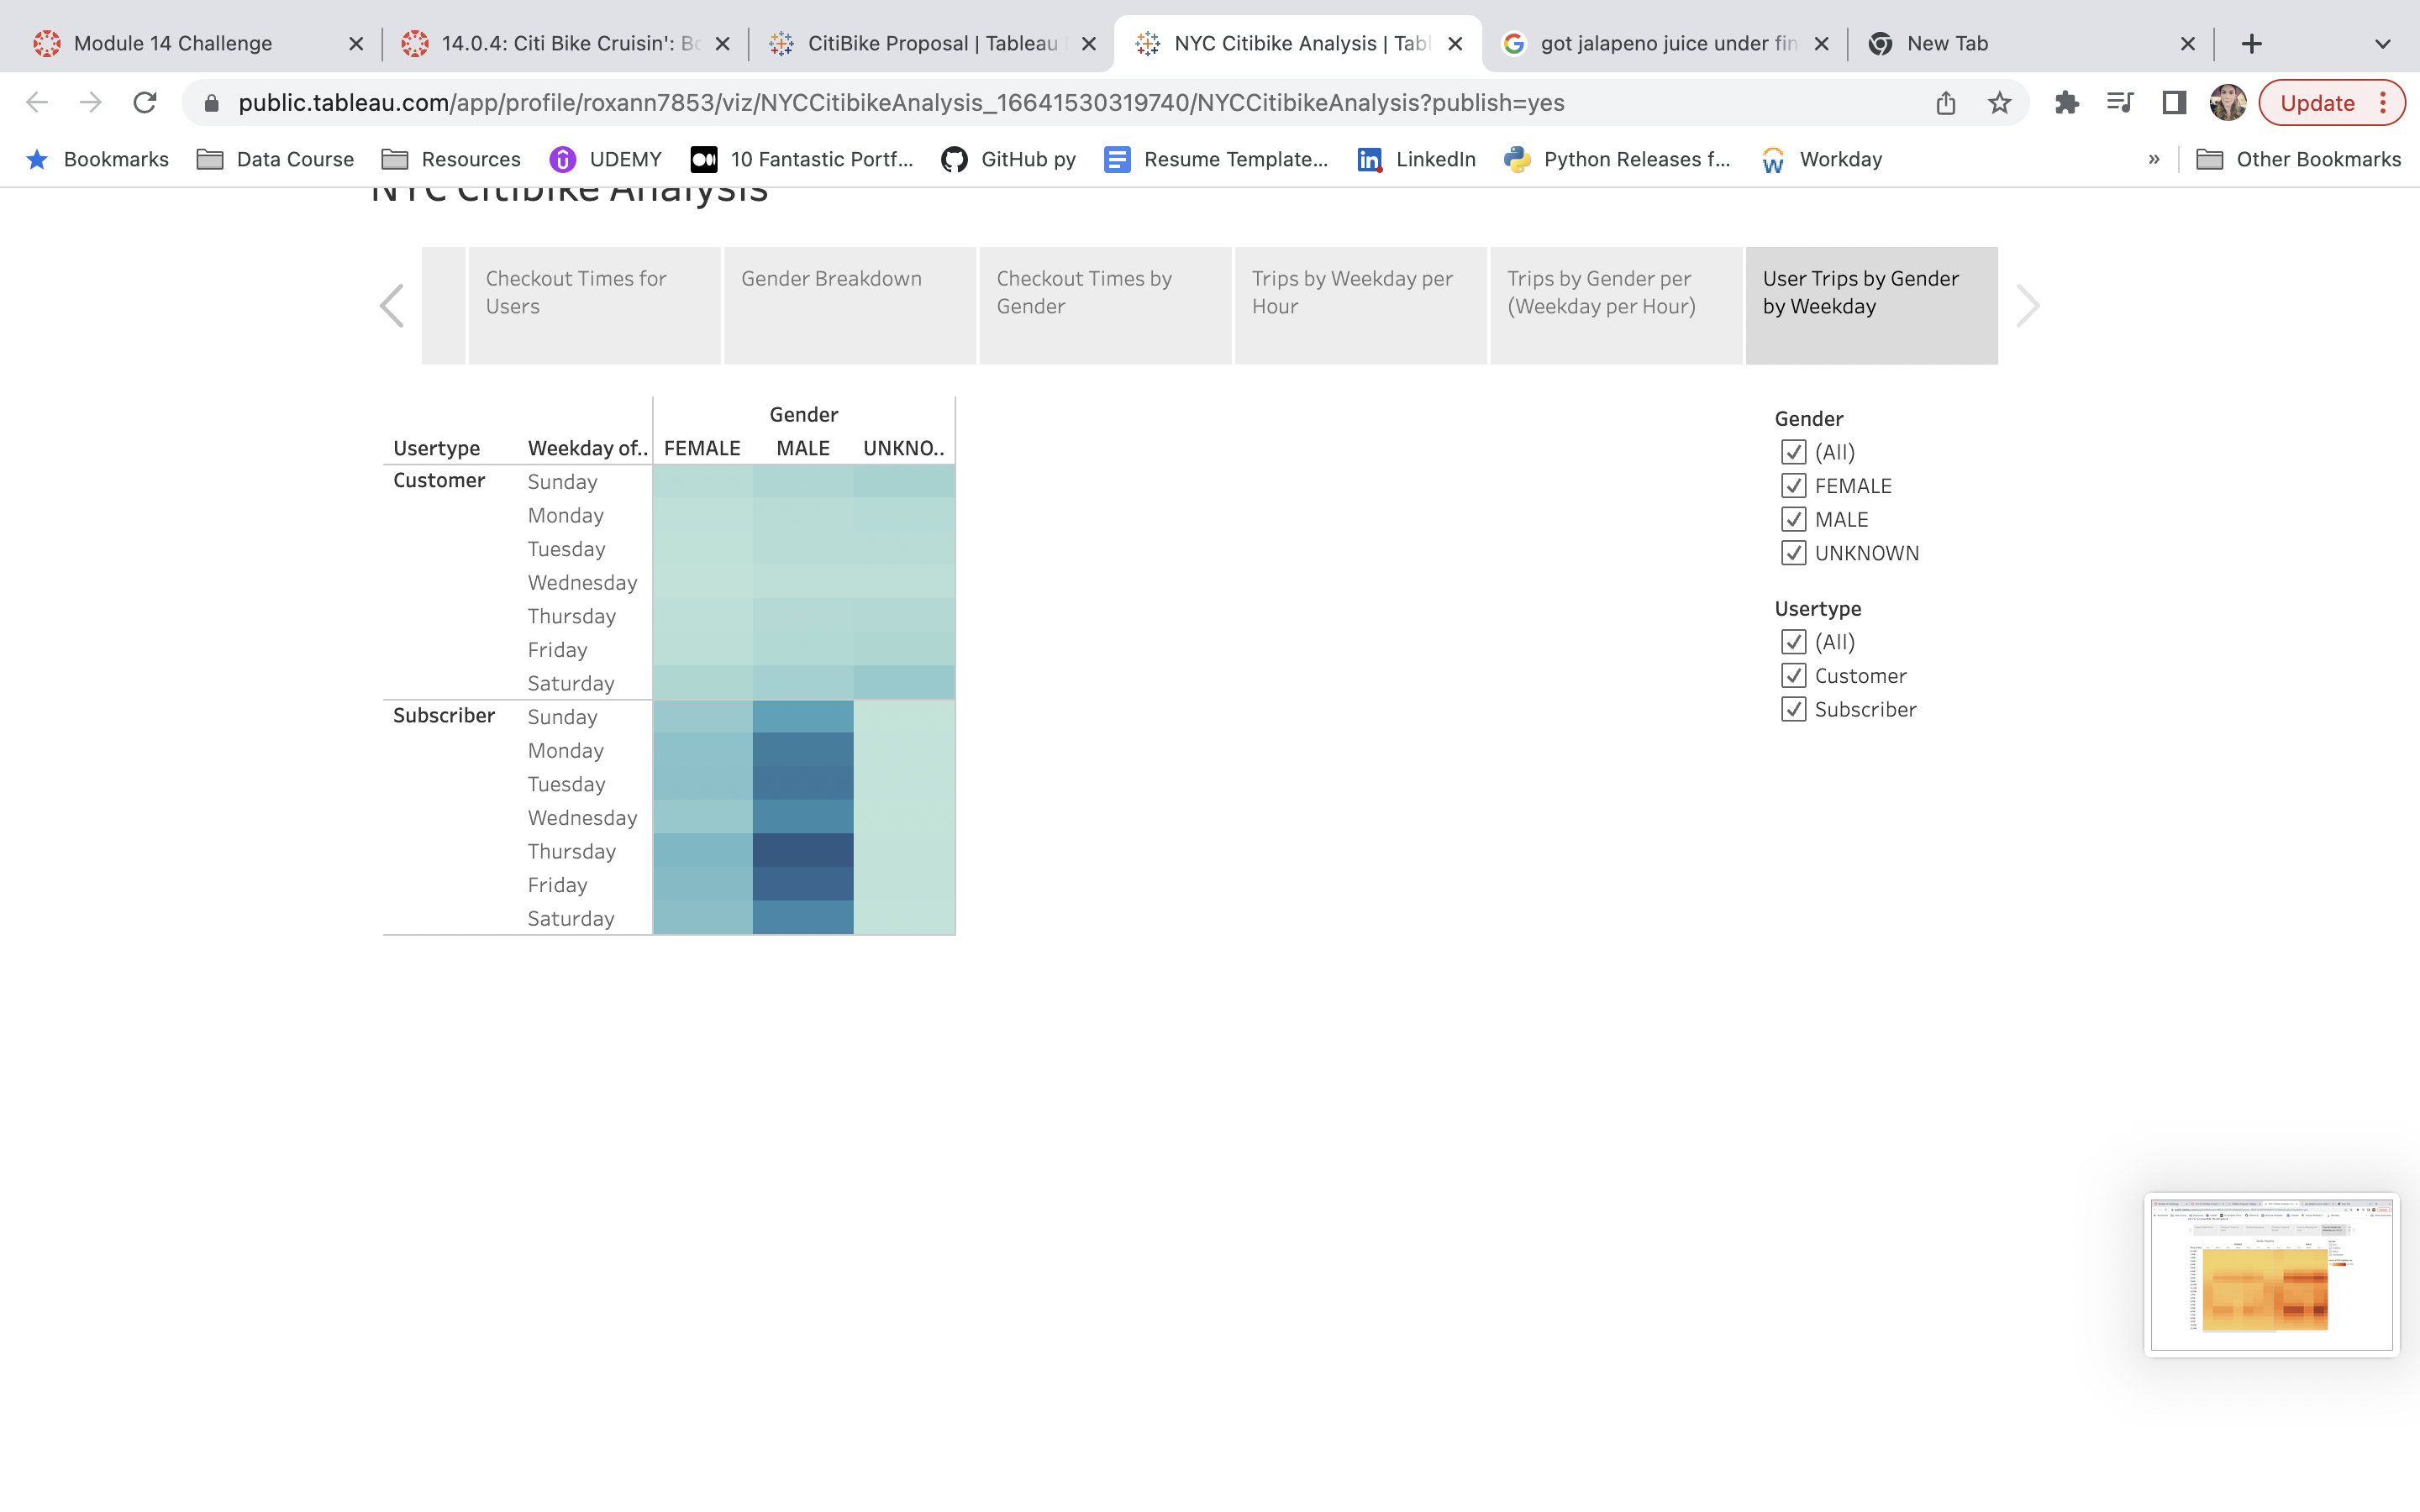 Module 14 Challenge
14.0.4: Citi Bike Cruisin': Bo
CitiBike Proposal | Tableau
NYC Citibike Analysis | Tabl
got jalapeno juice under fin
New Tab
public.tableau.com/app/profile/roxann7853/viz/NYCCitibikeAnalysis_16641530319740/NYCCitibikeAnalysis?publish=yes
Update
Bookmarks
Data Course
Resources
UDEMY
10 Fantastic Portf...
GitHub py
Resume Template...
LinkedIn
Python Releases f...
Workday
»
Other Bookmarks
NYC Citibike Analysis
Checkout Times for
Users
Gender Breakdown
Checkout Times by
Gender
Trips by Weekday per
Hour
Trips by Gender per
(Weekday per Hour)
User Trips by Gender
by Weekday
Gender
Usertype Weekday of.. FEMALE MALE UNKNO..
Customer Sunday
Monday
Tuesday
Wednesday
Thursday
Friday
Saturday
Subscriber Sunday
Monday
Tuesday
Wednesday
Thursday
Friday
Saturday
Gender
(All)
FEMALE
MALE
UNKNOWN
Usertype
(All)
Customer
Subscriber